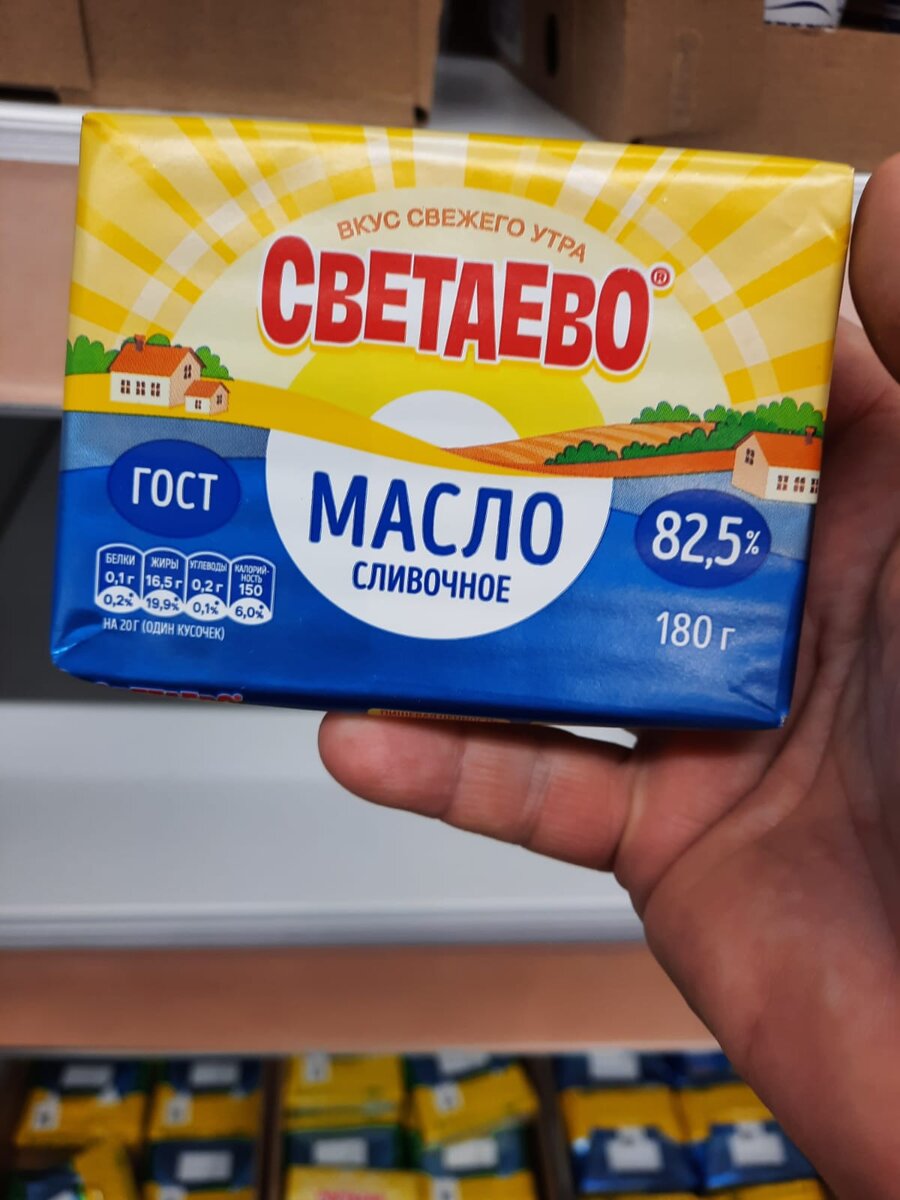 ВКУС СВЕЖЕГО УТРА
СВЕТАЕВО®
ГОСТ
МАСЛО
СЛИВОЧНОЕ
82,5%
180 г
БЕЛКИ ЖИРЫ УГЛЕВОДЫ КАЛОРИЙ-
НОСТЬ
0,1 г 16,5 г 0,2 г 150
0,2% 19,9% 0,1% 6,0%
НА 20 Г (ОДИН КУСОЧЕК)